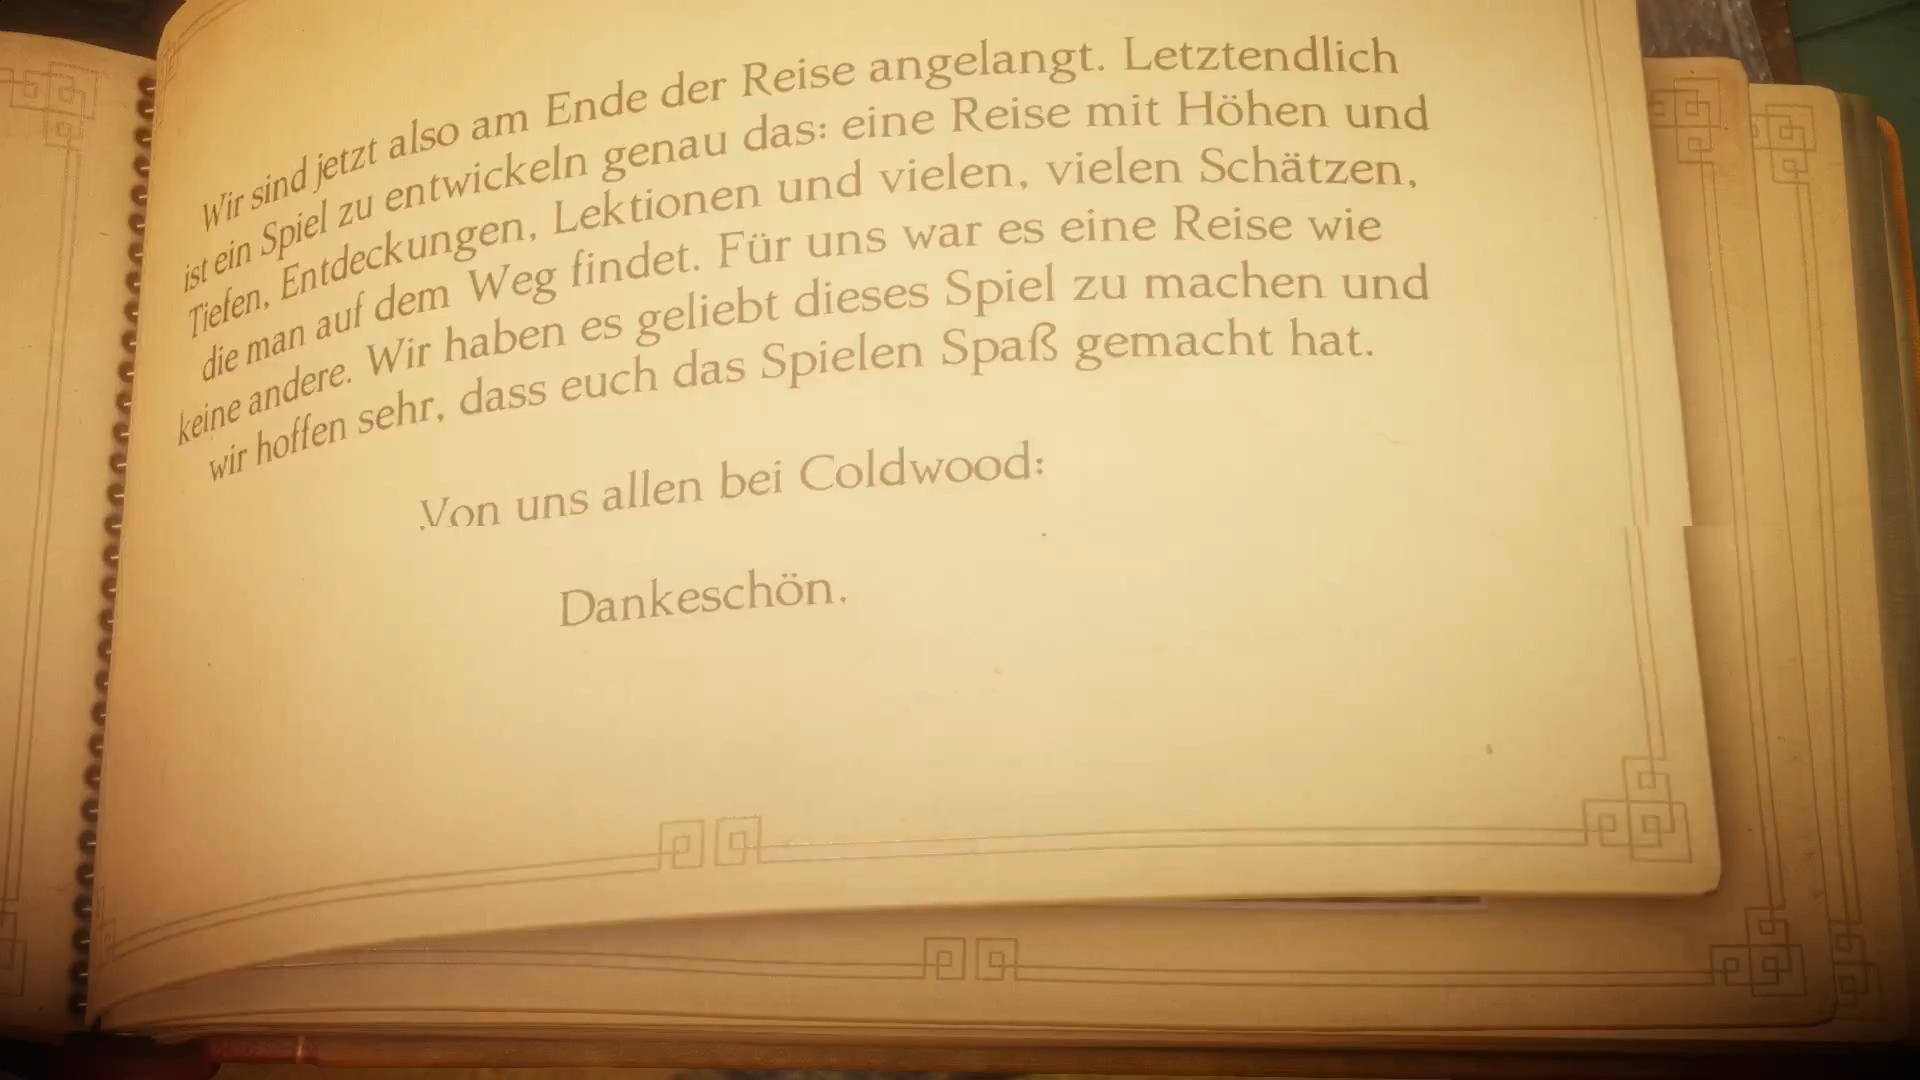 Wir sind jetzt also am Ende der Reise angelangt. Letztendlich
ist ein Spiel zu entwickeln genau das: eine Reise mit Höhen und
Tiefen, Entdeckungen, Lektionen und vielen, vielen Schätzen,
die man auf dem Weg findet. Für uns war es eine Reise wie
keine andere. Wir haben es geliebt dieses Spiel zu machen und
wir hoffen sehr, dass euch das Spielen Spaß gemacht hat.
Von uns allen bei Coldwood:
Dankeschön.